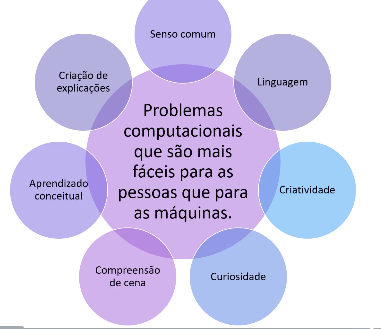 Senso comum
Linguagem
Criatividade
Curiosidade
Compreensão
de cena
Aprendizado
conceitual
Criação de
explicações
Problemas
computacionais
que são mais
fáceis para as
pessoas que para
as máquinas.